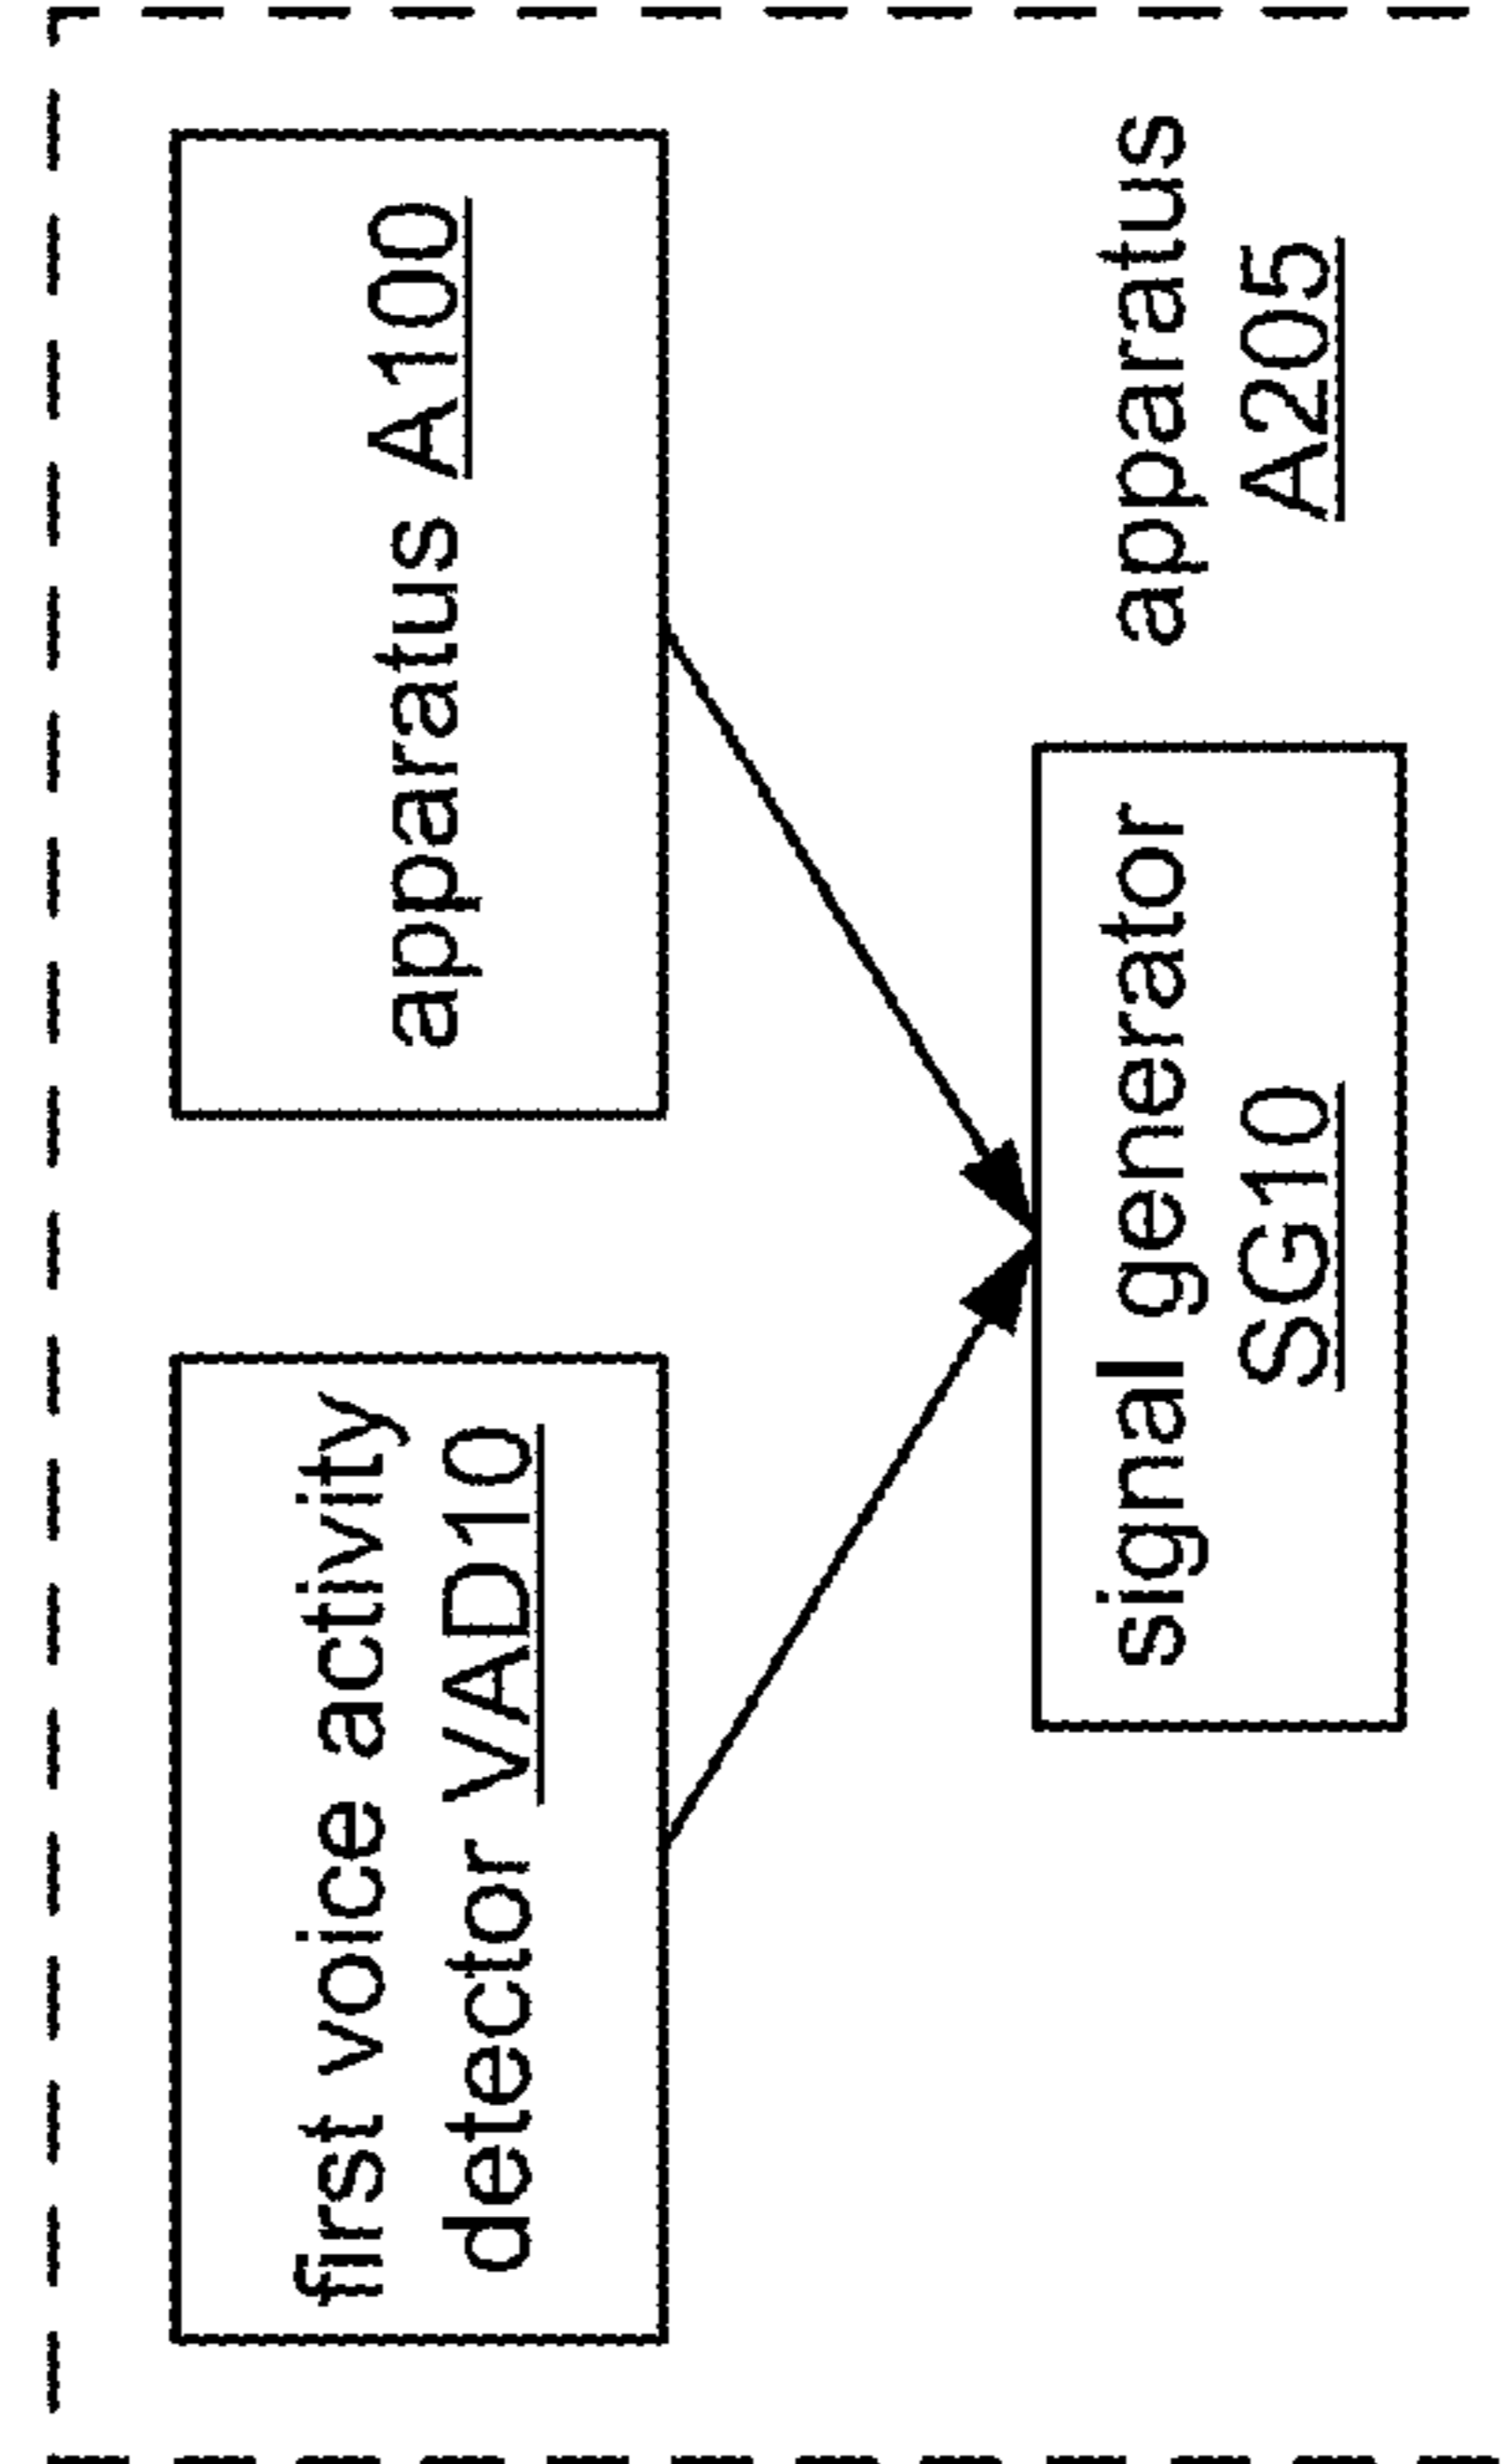 first voice activity
detector VAD10
apparatus A100
signal generator
SG10
apparatus
A205